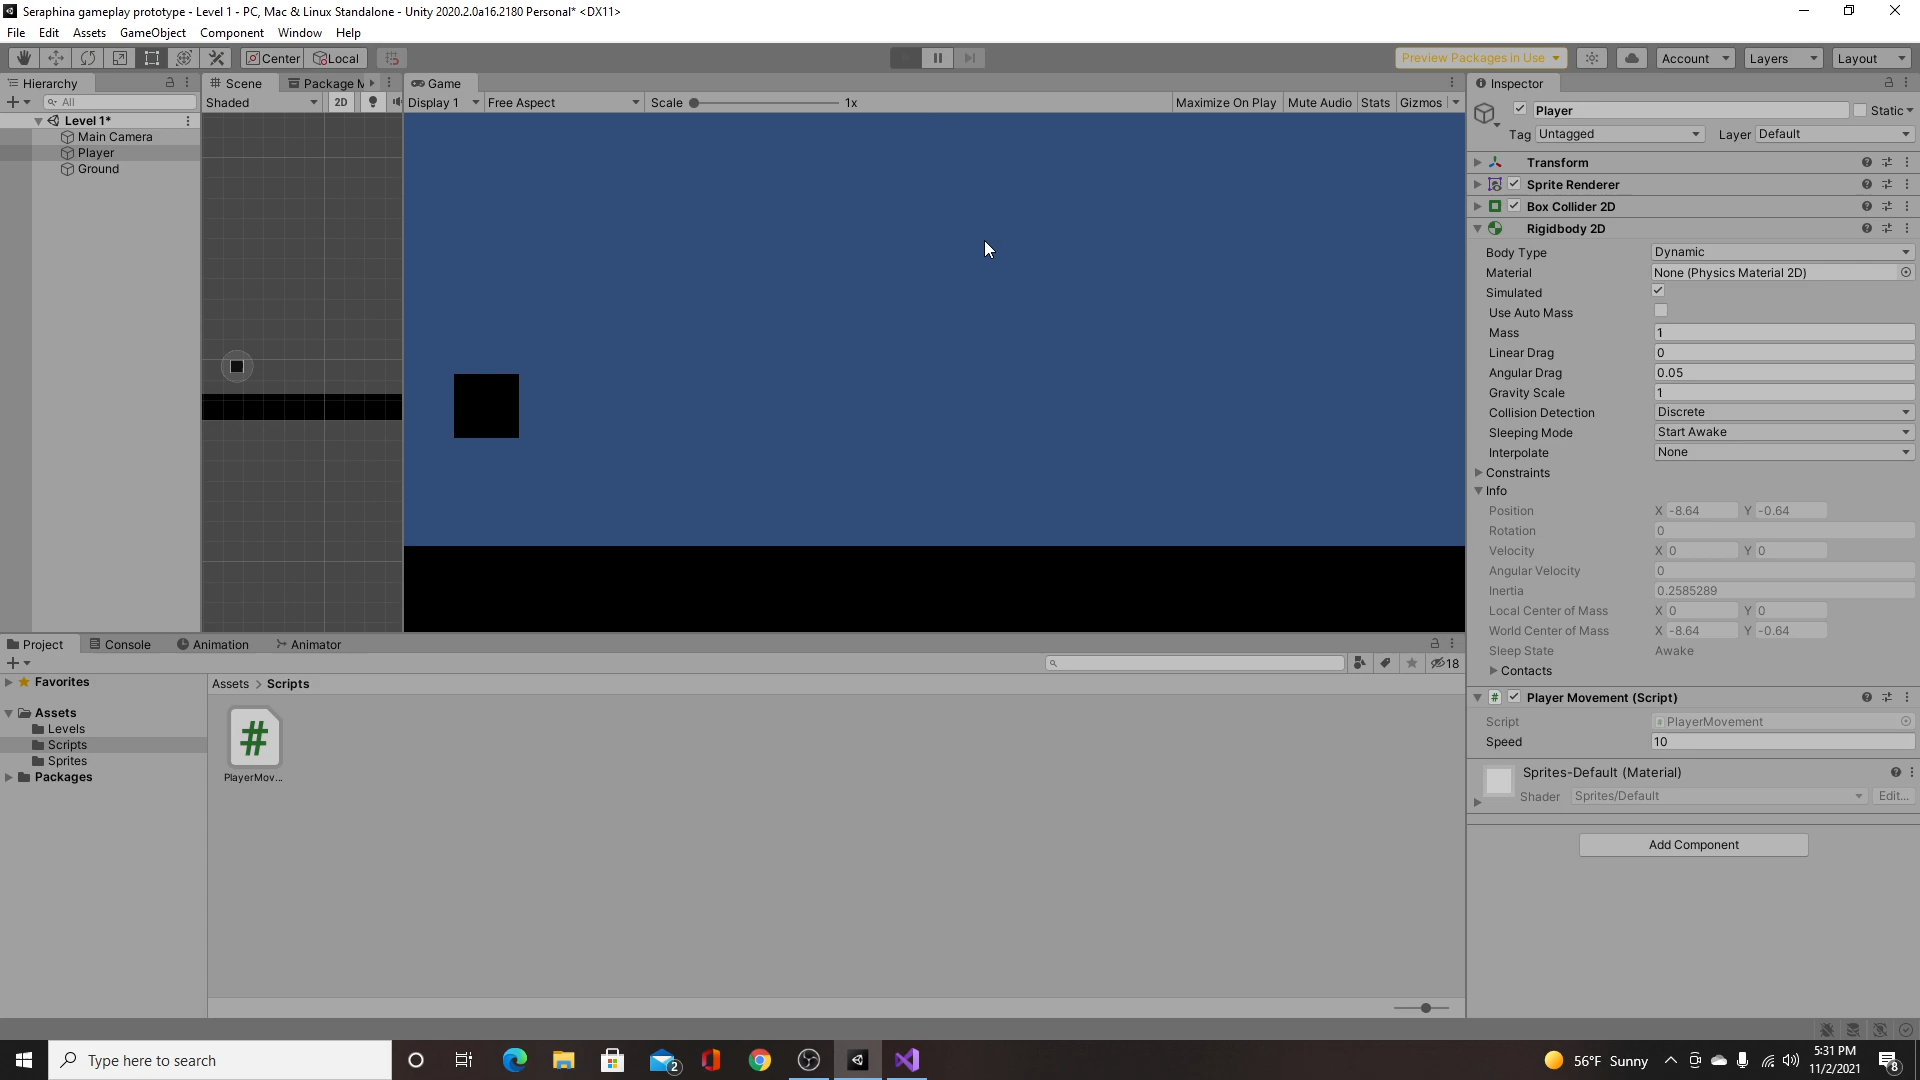 Seraphina gameplay prototype - Level 1 - PC, Mac & Linux Standalone - Unity 2020.2.0a16.2180 Personal* <DX11>
File Edit Assets GameObject Component Window Help
Center Local Preview Packages in Use Account Layers Layout
Hierarchy Scene Package M Game Inspector
All Shaded 2D Display 1 Free Aspect Scale 1x Maximize On Play Mute Audio Stats Gizmos
Level 1*
Main Camera
Player
Ground
Player Static
Tag Untagged Layer Default
Transform
Sprite Renderer
Box Collider 2D
Rigidbody 2D
Body Type Dynamic
Material None (Physics Material 2D)
Simulated
Use Auto Mass
Mass 1
Linear Drag 0
Angular Drag 0.05
Gravity Scale 1
Collision Detection Discrete
Sleeping Mode Start Awake
Interpolate None
Constraints
Info
Position X -8.64 Y -0.64
Rotation 0
Velocity X 0 Y 0
Angular Velocity 0
Inertia 0.2585289
Local Center of Mass X 0 Y 0
World Center of Mass X -8.64 Y -0.64
Sleep State Awake
Contacts
# Player Movement (Script)
Script PlayerMovement
Speed 10
Sprites-Default (Material)
Shader Sprites/Default Edit...
Add Component
Project Console Animation Animator
18
Favorites
Assets
Levels
Scripts
Sprites
Packages
Assets > Scripts
#
PlayerMov...
Type here to search
2
56°F Sunny
5:31 PM
11/2/2021
8